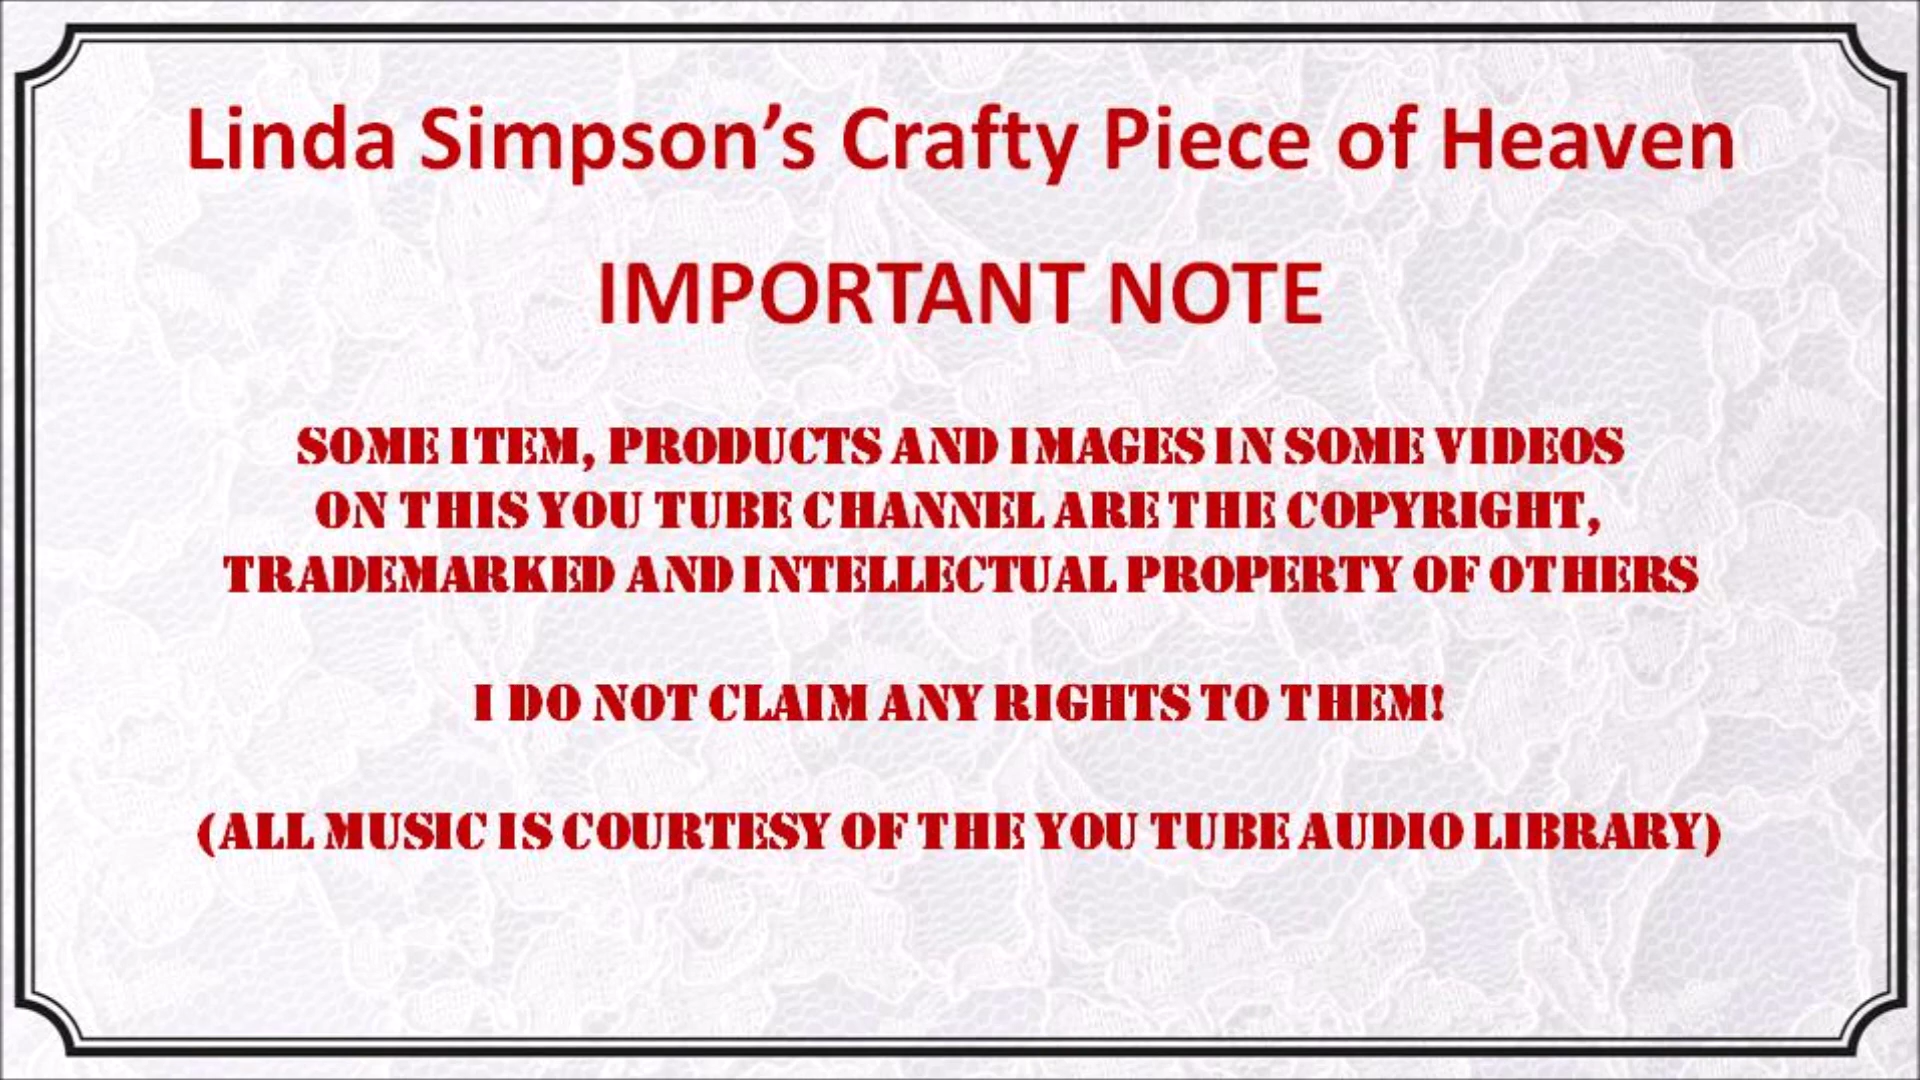 Linda Simpson’s Crafty Piece of Heaven
IMPORTANT NOTE
SOME ITEM, PRODUCTS AND IMAGES IN SOME VIDEOS
ON THIS YOU TUBE CHANNEL ARE THE COPYRIGHT,
TRADEMARKED AND INTELLECTUAL PROPERTY OF OTHERS
I DO NOT CLAIM ANY RIGHTS TO THEM!
(ALL MUSIC IS COURTESY OF THE YOU TUBE AUDIO LIBRARY)